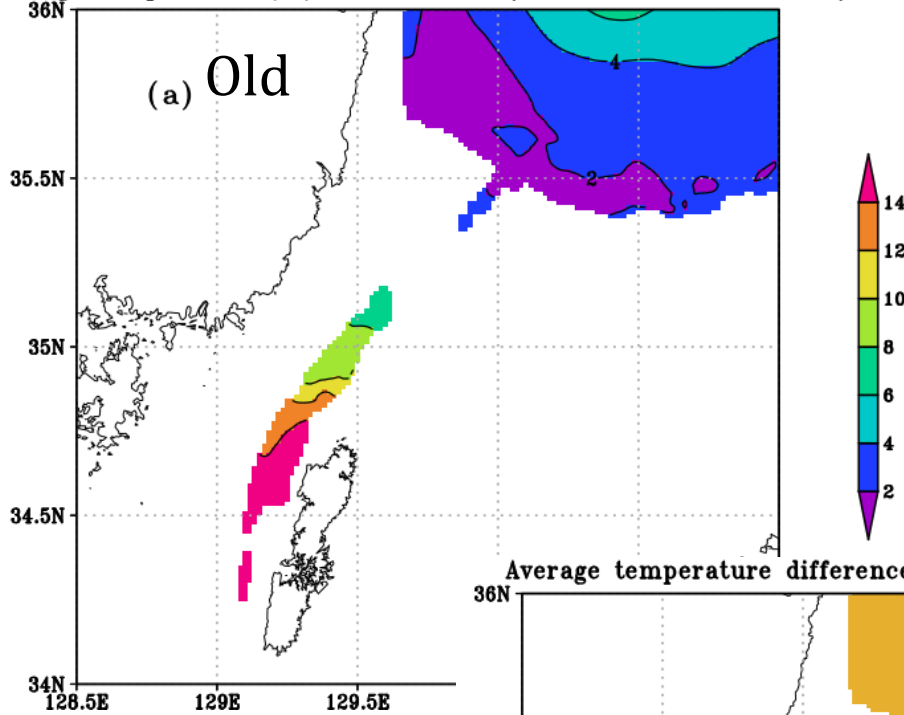 36N
(a) Old
4
35.5N
2
14
12
10
8
6
4
2
35N
34.5N
Average temperature difference
36N
34N
128.5E 129E 129.5E